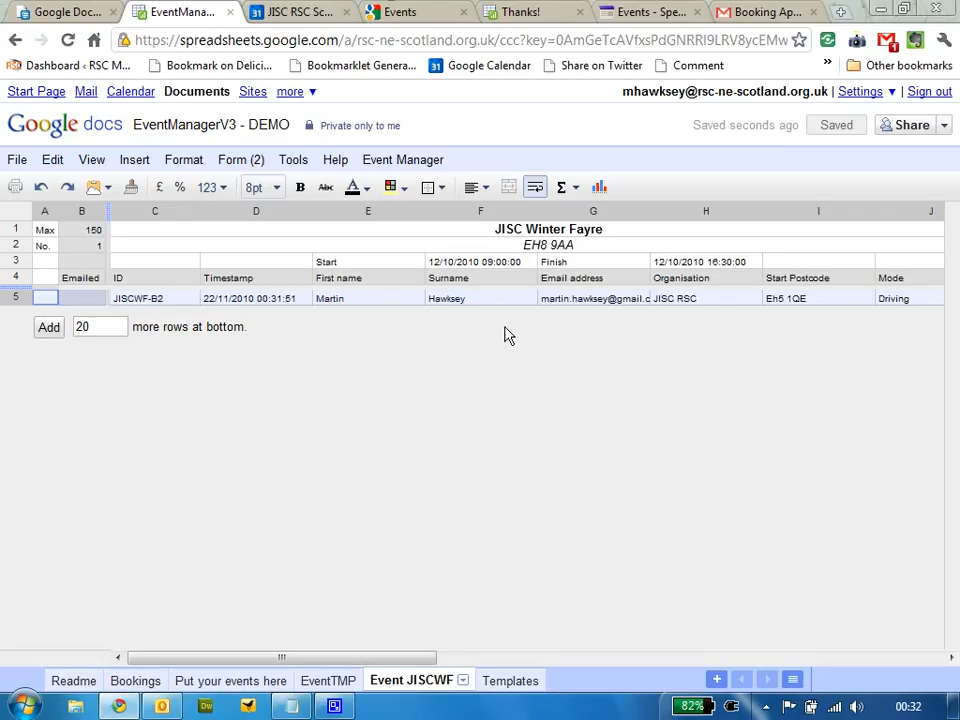 Google Doc... EventMana... JISC RSC Sc... Events Thanks! Events - Spe... Booking Ap...
https://spreadsheets.google.com/a/rsc-ne-scotland.org.uk/ccc?key=0AmGeTcAVfxsPdGNRRl9LRV8ycEMw
Dashboard ‹ RSC M... Bookmark on Delici... Bookmarklet Genera... 31 Google Calendar Share on Twitter Comment » Other bookmarks
Start Page Mail Calendar Documents Sites more ▼ mhawksey@rsc-ne-scotland.org.uk | Settings ▼ | Sign out
Google docs EventManagerV3 - DEMO Private only to me Saved seconds ago Saved Share
File Edit View Insert Format Form (2) Tools Help Event Manager
£ % 123 8pt B Abc A Σ
A B C D E F G H I J
1 Max 150 JISC Winter Fayre
2 No. 1 EH8 9AA
3 Start 12/10/2010 09:00:00 Finish 12/10/2010 16:30:00
4 Emailed ID Timestamp First name Surname Email address Organisation Start Postcode Mode
5 JISCWF-B2 22/11/2010 00:31:51 Martin Hawksey martin.hawksey@gmail.c JISC RSC Eh5 1QE Driving
Add 20 more rows at bottom.
Readme Bookings Put your events here EventTMP Event JISCWF Templates
82% 00:32